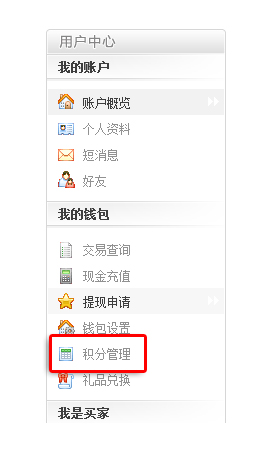 用户中心
我的账户
账户概览
个人资料
短消息
好友
我的钱包
交易查询
现金充值
提现申请
钱包设置
积分管理
礼品兑换
我是买家